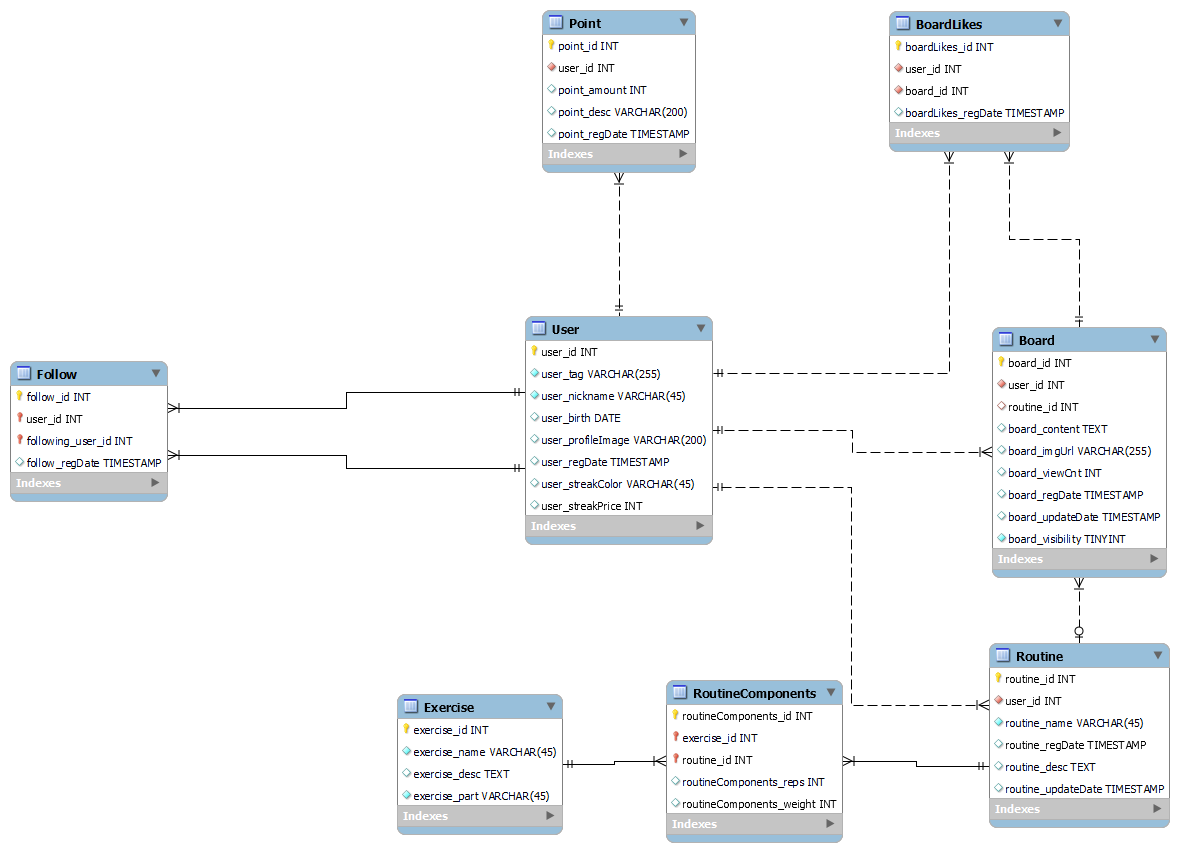 Point
point_id INT
user_id INT
point_amount INT
point_desc VARCHAR(200)
point_regDate TIMESTAMP
Indexes
BoardLikes
boardLikes_id INT
user_id INT
board_id INT
boardLikes_regDate TIMESTAMP
Indexes
User
user_id INT
user_tag VARCHAR(255)
user_nickname VARCHAR(45)
user_birth DATE
user_profileImage VARCHAR(200)
user_regDate TIMESTAMP
user_streakColor VARCHAR(45)
user_streakPrice INT
Indexes
Board
board_id INT
user_id INT
routine_id INT
board_content TEXT
board_imgUrl VARCHAR(255)
board_viewCnt INT
board_regDate TIMESTAMP
board_updateDate TIMESTAMP
board_visibility TINYINT
Indexes
Follow
follow_id INT
user_id INT
following_user_id INT
follow_regDate TIMESTAMP
Indexes
Exercise
exercise_id INT
exercise_name VARCHAR(45)
exercise_desc TEXT
exercise_part VARCHAR(45)
Indexes
RoutineComponents
routineComponents_id INT
exercise_id INT
routine_id INT
routineComponents_reps INT
routineComponents_weight INT
Indexes
Routine
routine_id INT
user_id INT
routine_name VARCHAR(45)
routine_regDate TIMESTAMP
routine_desc TEXT
routine_updateDate TIMESTAMP
Indexes